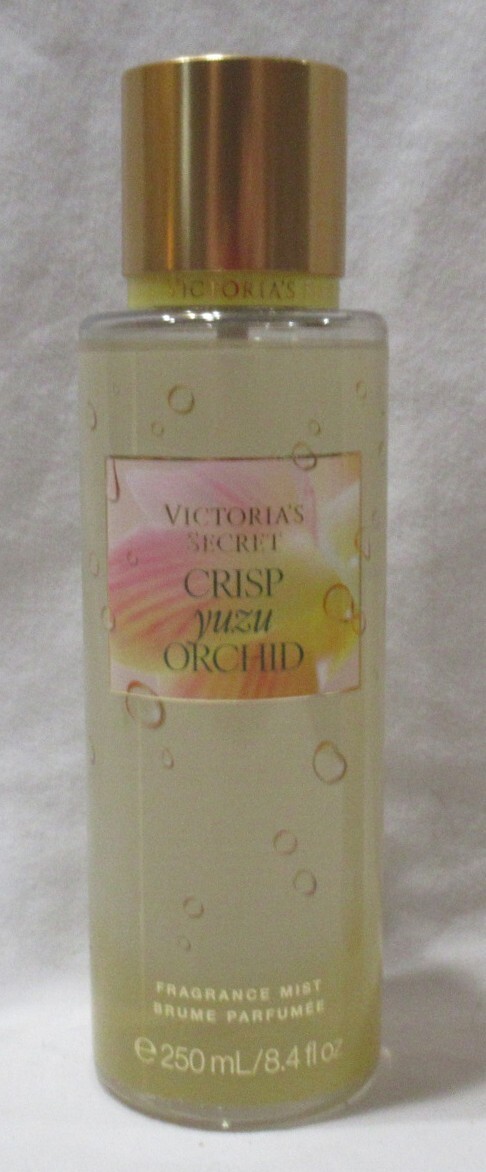 VICTORIA'S
VICTORIA'S
SECRET
CRISP
yuzu
ORCHID
FRAGRANCE MIST
BRUME PARFUMÉE
℮ 250 mL/8.4 fl oz